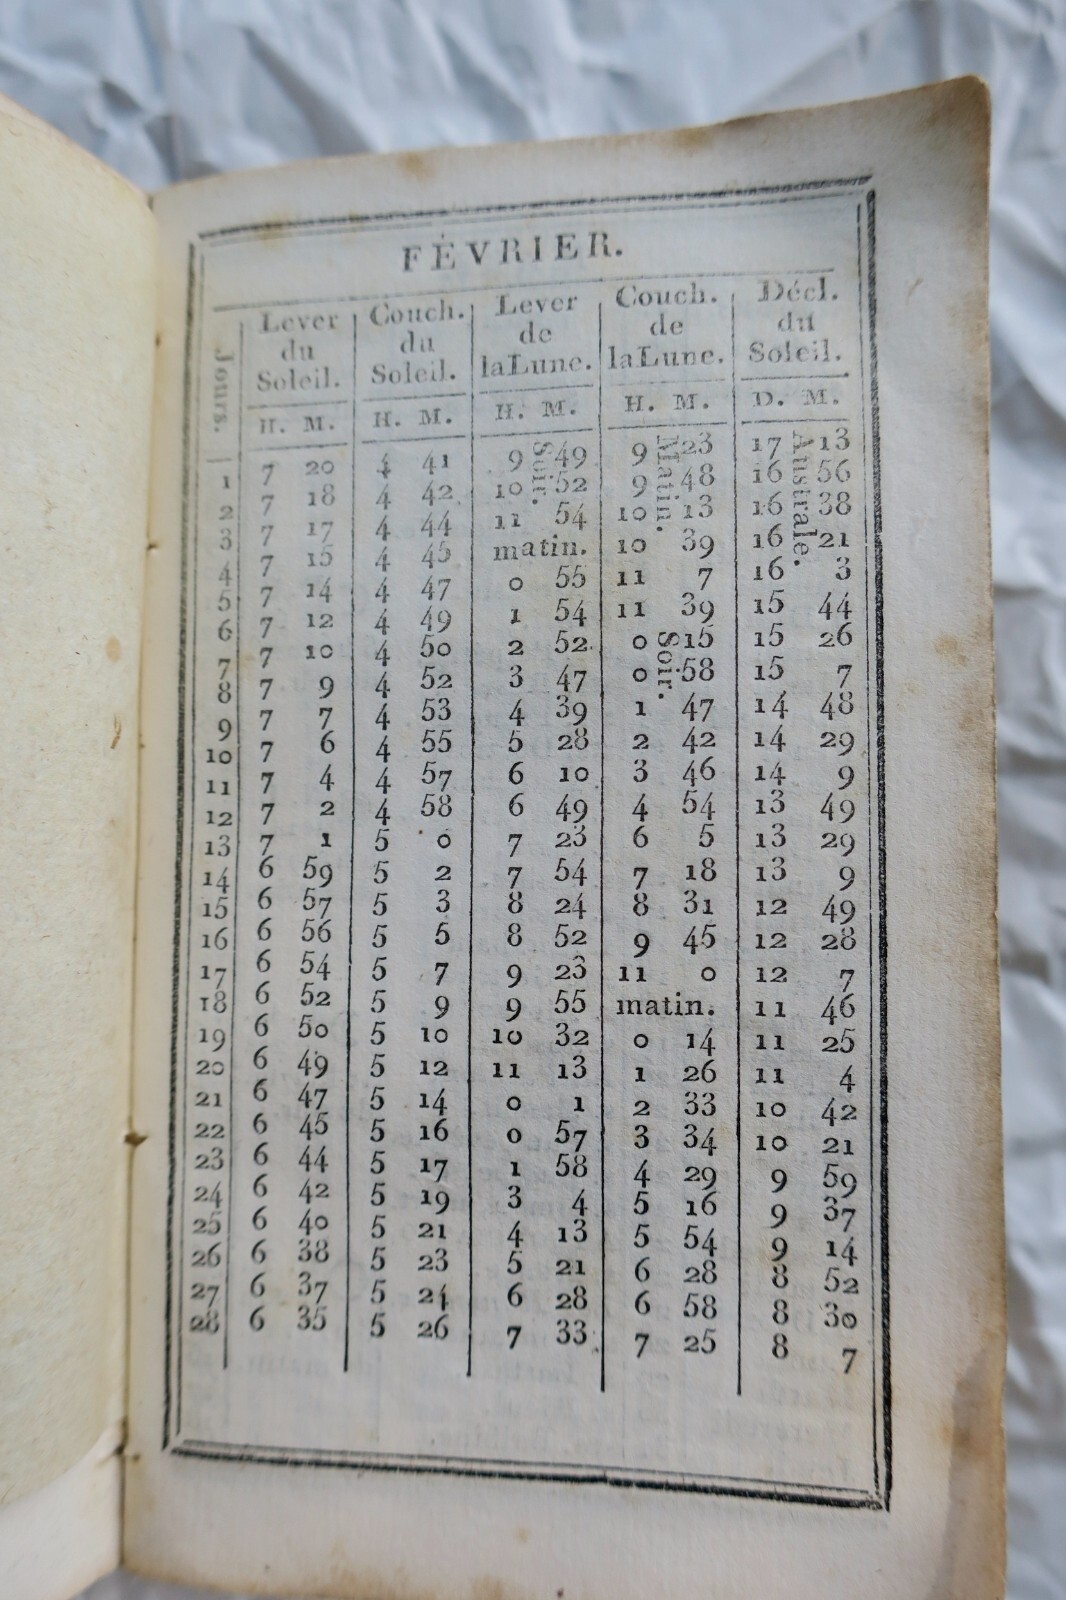 FÉVRIER.
Jours. Lever du Soleil. Couch. du Soleil. Lever de la Lune. Couch. de la Lune. Décl. du Soleil.
H. M. H. M. H. M. H. M. D. M.
1 7 20 4 41 9 Soir. 49 9 Matin. 23 17 Australe. 13
2 7 18 4 42 10 52 9 48 16 56
3 7 17 4 44 11 54 10 13 16 38
4 7 15 4 45 matin. 10 39 16 21
5 7 14 4 47 0 55 11 7 16 3
6 7 12 4 49 1 54 11 39 15 44
7 7 10 4 50 2 52 0 Soir. 15 15 26
8 7 9 4 52 3 47 0 58 15 7
9 7 7 4 53 4 39 1 47 14 48
10 7 6 4 55 5 28 2 42 14 29
11 7 4 4 57 6 10 3 46 14 9
12 7 2 4 58 6 49 4 54 13 49
13 7 1 5 0 7 23 6 5 13 29
14 6 59 5 2 7 54 7 18 13 9
15 6 57 5 3 8 24 8 31 12 49
16 6 56 5 5 8 52 9 45 12 28
17 6 54 5 7 9 23 11 0 12 7
18 6 52 5 9 9 55 matin. 11 46
19 6 50 5 10 10 32 0 14 11 25
20 6 49 5 12 11 13 1 26 11 4
21 6 47 5 14 0 1 2 33 10 42
22 6 45 5 16 0 57 3 34 10 21
23 6 44 5 17 1 58 4 29 9 59
24 6 42 5 19 3 4 5 16 9 37
25 6 40 5 21 4 13 5 54 9 14
26 6 38 5 23 5 21 6 28 8 52
27 6 37 5 24 6 28 6 58 8 30
28 6 35 5 26 7 33 7 25 8 7